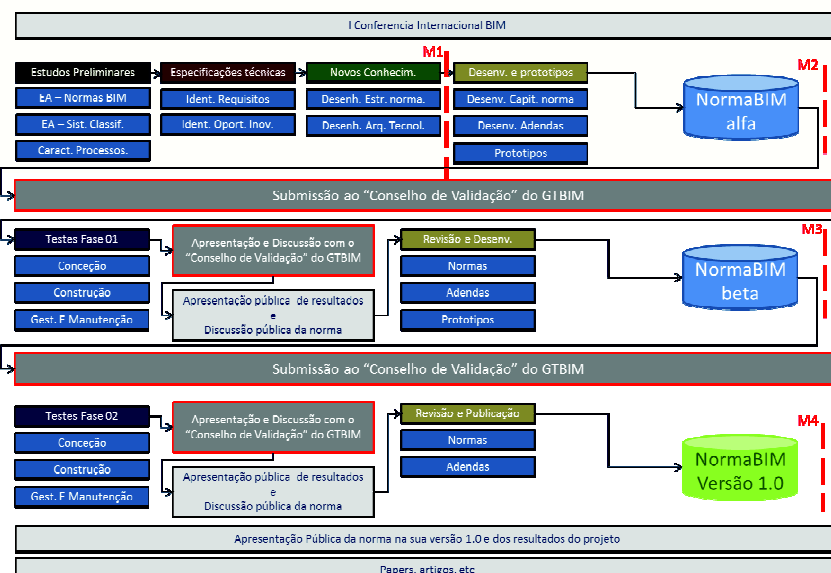 I Conferencia Internacional BIM
M1
M2
Estudos Preliminares
Especificações técnicas
Novos Conhecim.
Desenv. e prototipos
EA – Normas BIM
Ident. Requisitos
Desenh. Estr. norma.
Desenv. Capit. norma
EA – Sist. Classif.
Ident. Oport. Inov.
Desenh. Arq. Tecnol.
Desenv. Adendas
Caract. Processos.
Prototipos
NormaBIM
alfa
Submissão ao “Conselho de Validação” do GTBIM
M3
Testes Fase 01
Conceção
Construção
Gest. E Manutenção
Apresentação e Discussão com o
“Conselho de Validação” do GTBIM
Apresentação pública de resultados
e
Discussão pública da norma
Revisão e Desenv.
Normas
Adendas
Prototipos
NormaBIM
beta
Submissão ao “Conselho de Validação” do GTBIM
M4
Testes Fase 02
Conceção
Construção
Gest. E Manutenção
Apresentação e Discussão com o
“Conselho de Validação” do GTBIM
Apresentação pública de resultados
e
Discussão pública da norma
Revisão e Publicação
Normas
Adendas
NormaBIM
Versão 1.0
Apresentação Pública da norma na sua versão 1.0 e dos resultados do projeto
Papers, artigos, etc